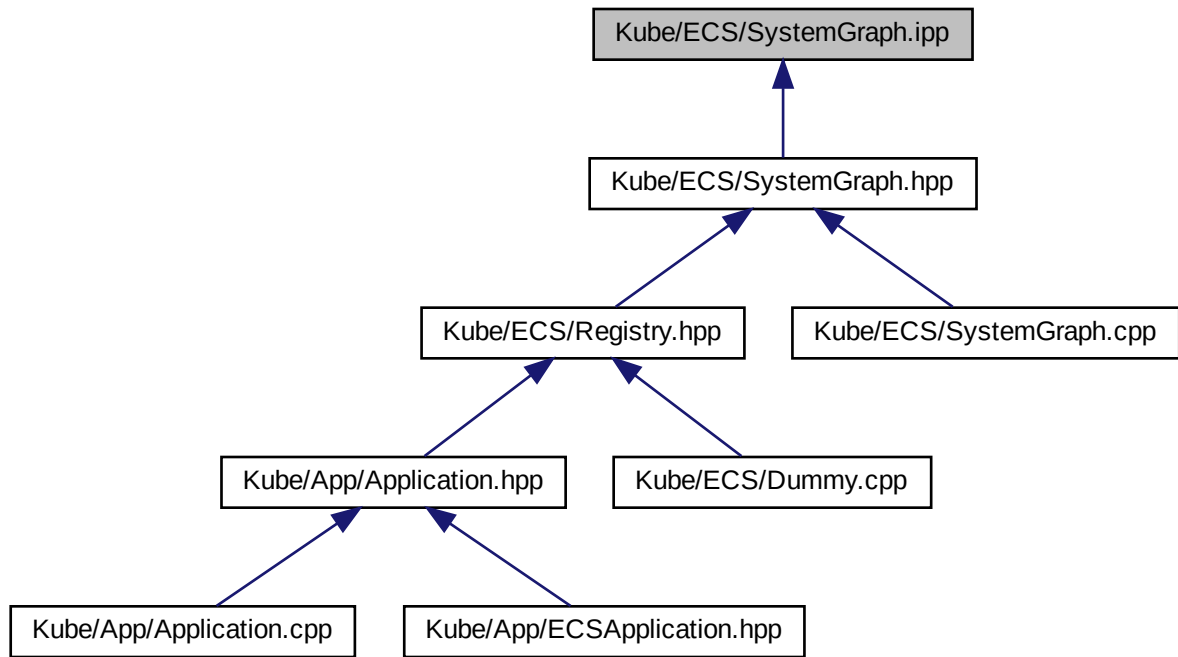 Kube/ECS/SystemGraph.ipp
Kube/ECS/SystemGraph.hpp
Kube/ECS/Registry.hpp
Kube/ECS/SystemGraph.cpp
Kube/App/Application.hpp
Kube/ECS/Dummy.cpp
Kube/App/Application.cpp
Kube/App/ECSApplication.hpp